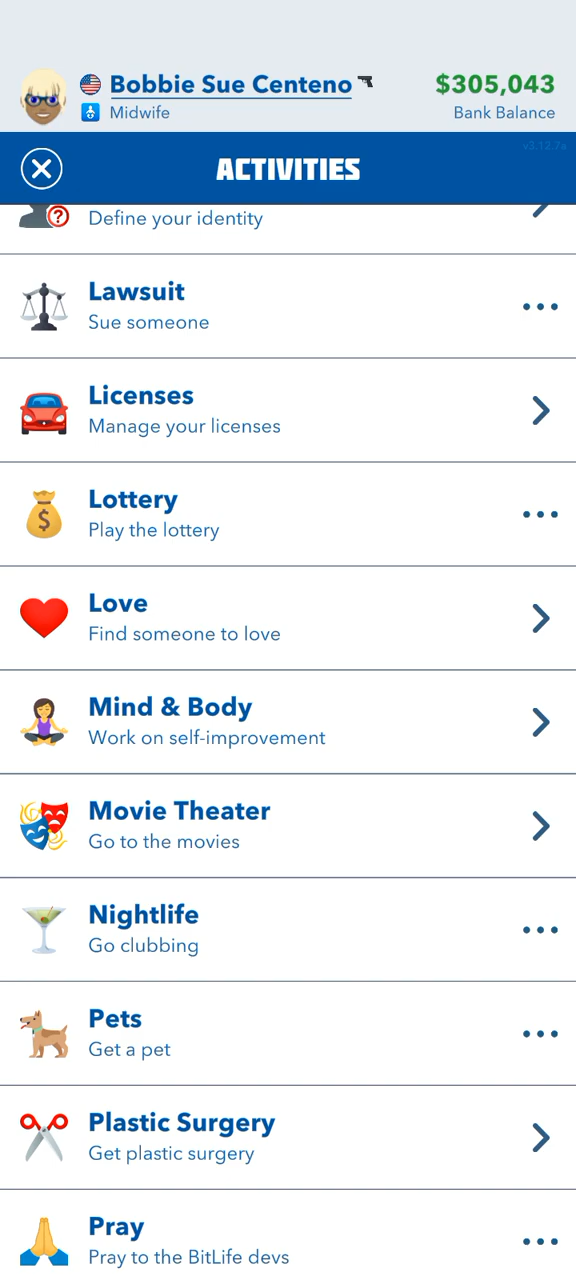 Bobbie Sue Centeno
$305,043
Midwife
Bank Balance
v3.12.7a
ACTIVITIES
Define your identity
Lawsuit
Sue someone
Licenses
Manage your licenses
Lottery
Play the lottery
Love
Find someone to love
Mind & Body
Work on self-improvement
Movie Theater
Go to the movies
Nightlife
Go clubbing
Pets
Get a pet
Plastic Surgery
Get plastic surgery
Pray
Pray to the BitLife devs